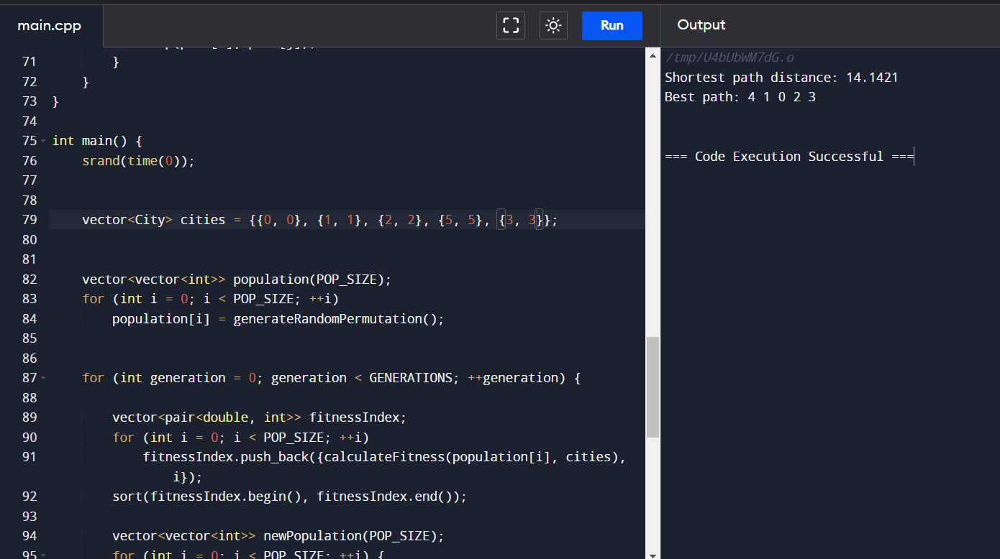 main.cpp
Run
Output
71 }
72 }
73 }
74
75 int main() {
76 srand(time(0));
77
78
79 vector<City> cities = {{0, 0}, {1, 1}, {2, 2}, {5, 5}, {3, 3}};
80
81
82 vector<vector<int>> population(POP_SIZE);
83 for (int i = 0; i < POP_SIZE; ++i)
84 population[i] = generateRandomPermutation();
85
86
87 for (int generation = 0; generation < GENERATIONS; ++generation) {
88
89 vector<pair<double, int>> fitnessIndex;
90 for (int i = 0; i < POP_SIZE; ++i)
91 fitnessIndex.push_back({calculateFitness(population[i], cities),
i});
92 sort(fitnessIndex.begin(), fitnessIndex.end());
93
94 vector<vector<int>> newPopulation(POP_SIZE);
95 for (int i = 0; i < POP_SIZE; ++i) {
/tmp/U4bUbWM7dG.o
Shortest path distance: 14.1421
Best path: 4 1 0 2 3
=== Code Execution Successful ===